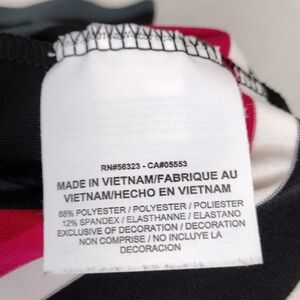 RN#56323 - CA#05553
MADE IN VIETNAM/FABRIQUE AU
VIETNAM/HECHO EN VIETNAM
88% POLYESTER / POLYESTER / POLIESTER
12% SPANDEX / ELASTHANNE / ELASTANO
EXCLUSIVE OF DECORATION / DECORATION
NON COMPRISE / NO INCLUYE LA
DECORACION